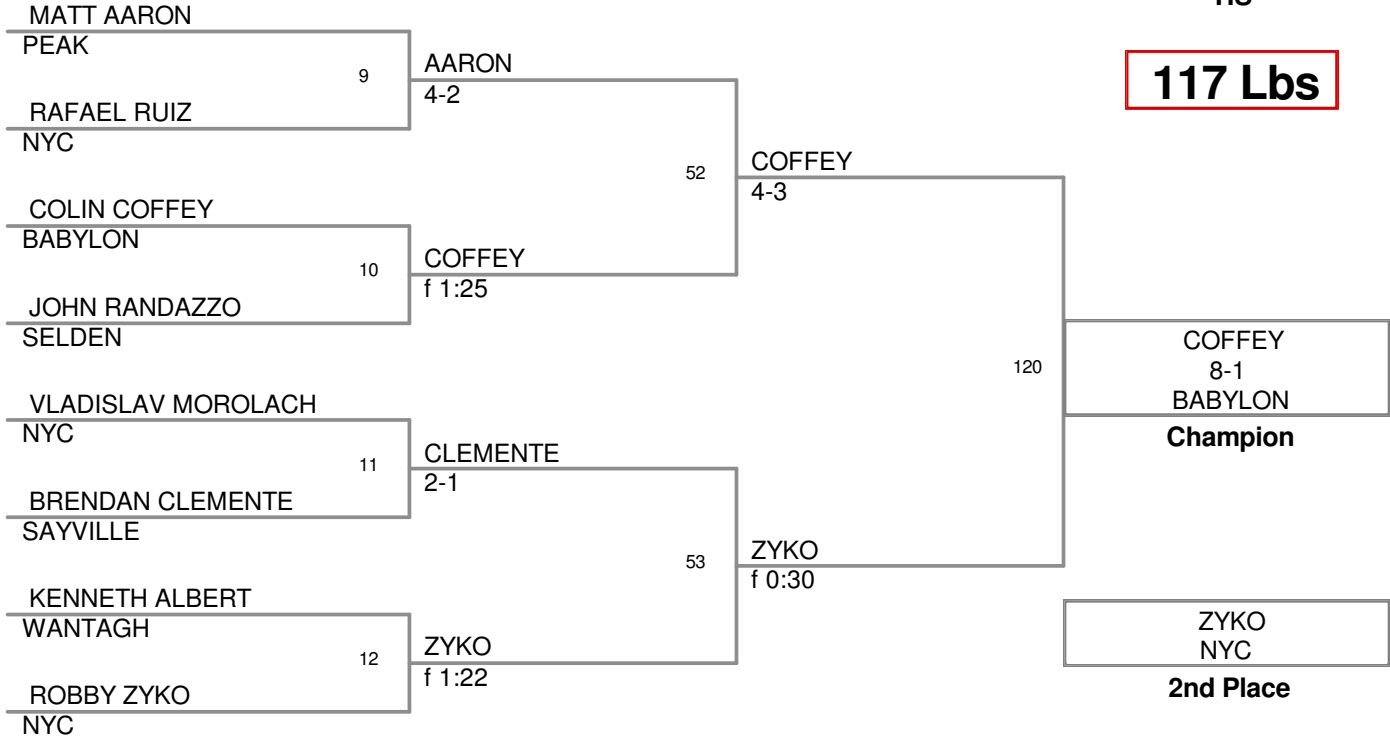 MATT AARON
PEAK
9
RAFAEL RUIZ
NYC
AARON
4-2
COLIN COFFEY
BABYLON
10
JOHN RANDAZZO
SELDEN
COFFEY
f 1:25
52
COFFEY
4-3
VLADISLAV MOROLACH
NYC
11
BRENDAN CLEMENTE
SAYVILLE
CLEMENTE
2-1
KENNETH ALBERT
WANTAGH
12
ROBBY ZYKO
NYC
ZYKO
f 1:22
53
ZYKO
f 0:30
120
117 Lbs
COFFEY
8-1
BABYLON
Champion
ZYKO
NYC
2nd Place